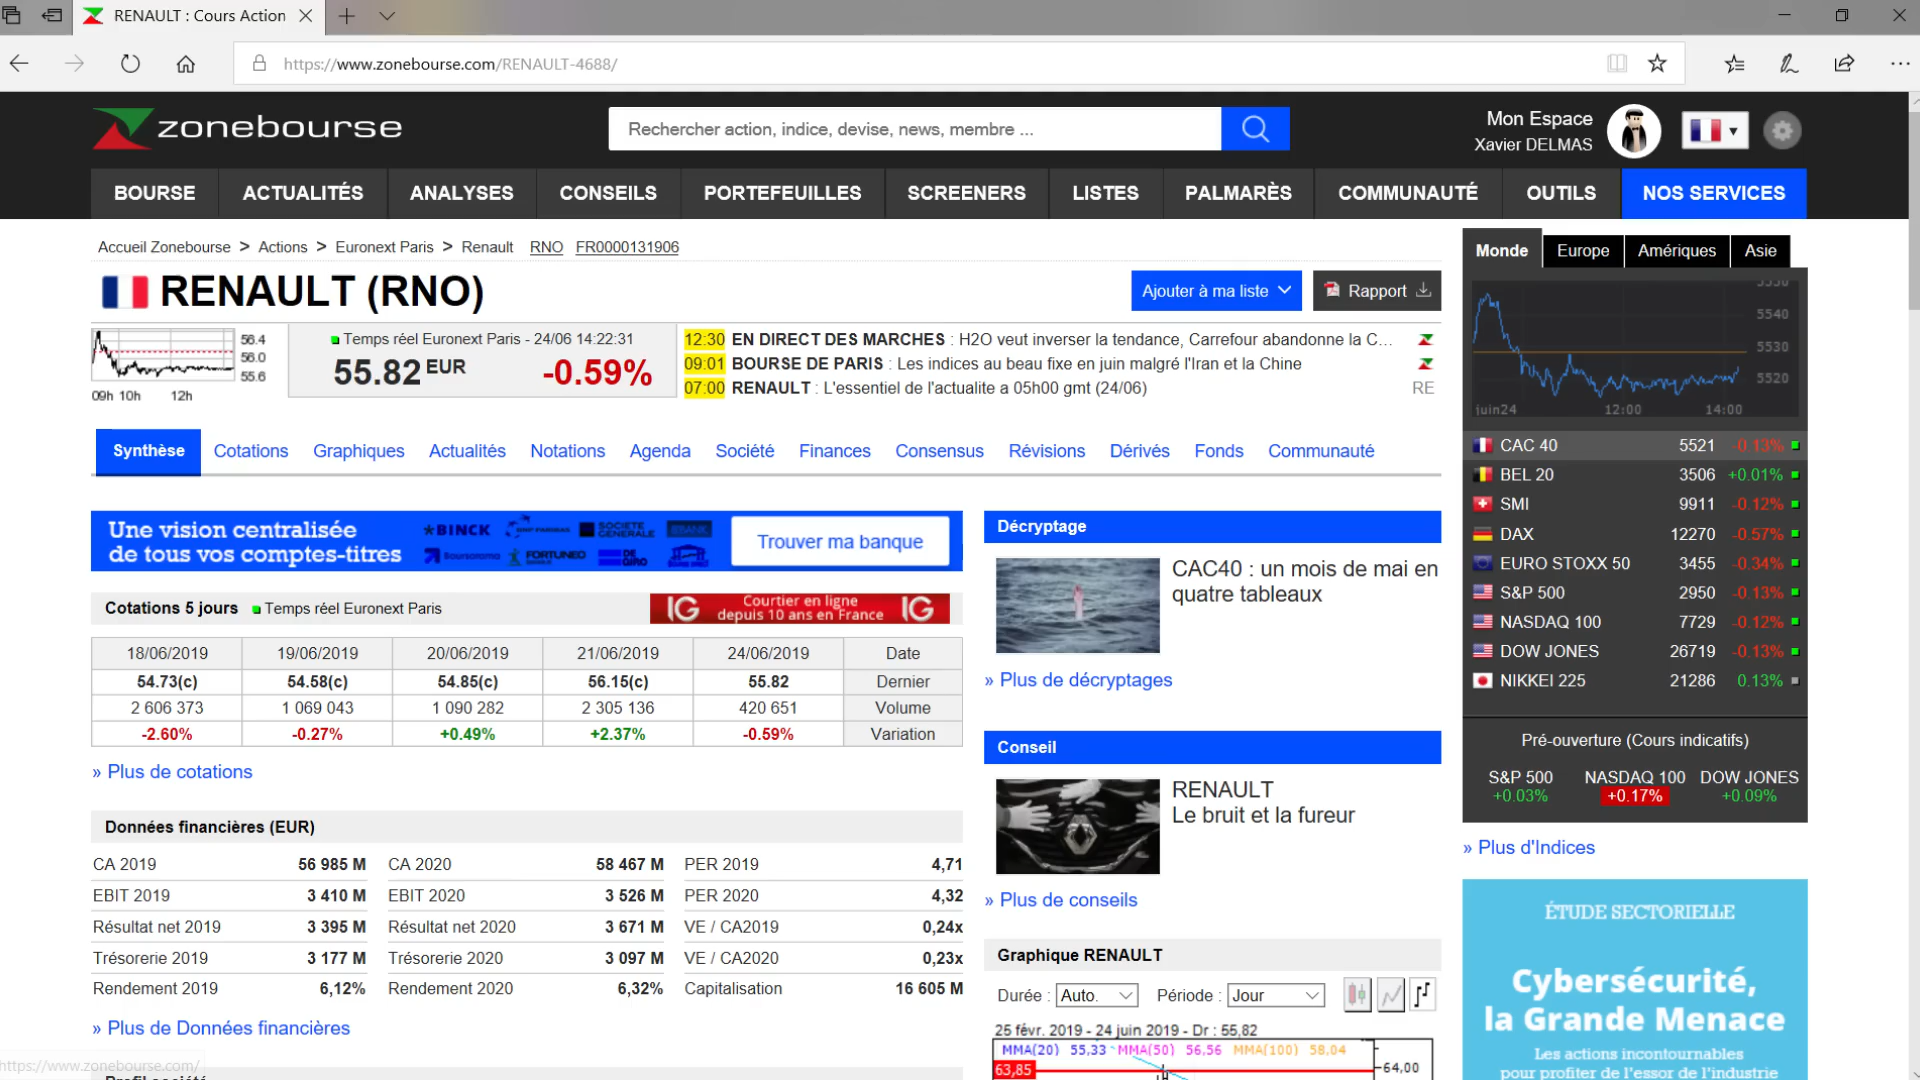 RENAULT : Cours Action
https://www.zonebourse.com/RENAULT-4688/
zonebourse
Rechercher action, indice, devise, news, membre ...
Mon Espace
Xavier DELMAS
BOURSE ACTUALITÉS ANALYSES CONSEILS PORTEFEUILLES SCREENERS LISTES PALMARÈS COMMUNAUTÉ OUTILS NOS SERVICES
Accueil Zonebourse > Actions > Euronext Paris > Renault RNO FR0000131906
RENAULT (RNO)
Ajouter à ma liste
Rapport
56.4
56.0
55.6
09h 10h 12h
Temps réel Euronext Paris - 24/06 14:22:31
55.82 EUR -0.59%
12:30 EN DIRECT DES MARCHES : H2O veut inverser la tendance, Carrefour abandonne la C...
09:01 BOURSE DE PARIS : Les indices au beau fixe en juin malgré l'Iran et la Chine
07:00 RENAULT : L'essentiel de l'actualite a 05h00 gmt (24/06) RE
Synthèse Cotations Graphiques Actualités Notations Agenda Société Finances Consensus Révisions Dérivés Fonds Communauté
Une vision centralisée
de tous vos comptes-titres
BINCK BNP PARIBAS SOCIETE GENERALE
Boursorama FORTUNEO DE GIRO
Trouver ma banque
Cotations 5 jours Temps réel Euronext Paris
IG Courtier en ligne
depuis 10 ans en France IG
18/06/2019 19/06/2019 20/06/2019 21/06/2019 24/06/2019 Date
54.73(c) 54.58(c) 54.85(c) 56.15(c) 55.82 Dernier
2 606 373 1 069 043 1 090 282 2 305 136 420 651 Volume
-2.60% -0.27% +0.49% +2.37% -0.59% Variation
» Plus de cotations
Données financières (EUR)
CA 2019 56 985 M CA 2020 58 467 M PER 2019 4,71
EBIT 2019 3 410 M EBIT 2020 3 526 M PER 2020 4,32
Résultat net 2019 3 395 M Résultat net 2020 3 671 M VE / CA2019 0,24x
Trésorerie 2019 3 177 M Trésorerie 2020 3 097 M VE / CA2020 0,23x
Rendement 2019 6,12% Rendement 2020 6,32% Capitalisation 16 605 M
» Plus de Données financières
https://www.zonebourse.com/
Profil société
Décryptage
CAC40 : un mois de mai en
quatre tableaux
» Plus de décryptages
Conseil
RENAULT
Le bruit et la fureur
» Plus de conseils
Graphique RENAULT
Durée : Auto. Période : Jour
25 févr. 2019 - 24 juin 2019 - Dr : 55,82
MMA(20) 55,33 MMA(50) 56,56 MMA(100) 58,04
63,85
64,00
Monde Europe Amériques Asie
5550
5540
5530
5520
juin24 12:00 14:00
CAC 40 5521 -0.13%
BEL 20 3506 +0.01%
SMI 9911 -0.12%
DAX 12270 -0.57%
EURO STOXX 50 3455 -0.34%
S&P 500 2950 -0.13%
NASDAQ 100 7729 -0.12%
DOW JONES 26719 -0.13%
NIKKEI 225 21286 0.13%
Pré-ouverture (Cours indicatifs)
S&P 500 NASDAQ 100 DOW JONES
+0.03% +0.17% +0.09%
» Plus d'Indices
ÉTUDE SECTORIELLE
Cybersécurité,
la Grande Menace
Les actions incontournables
pour profiter de l'essor de l'industrie